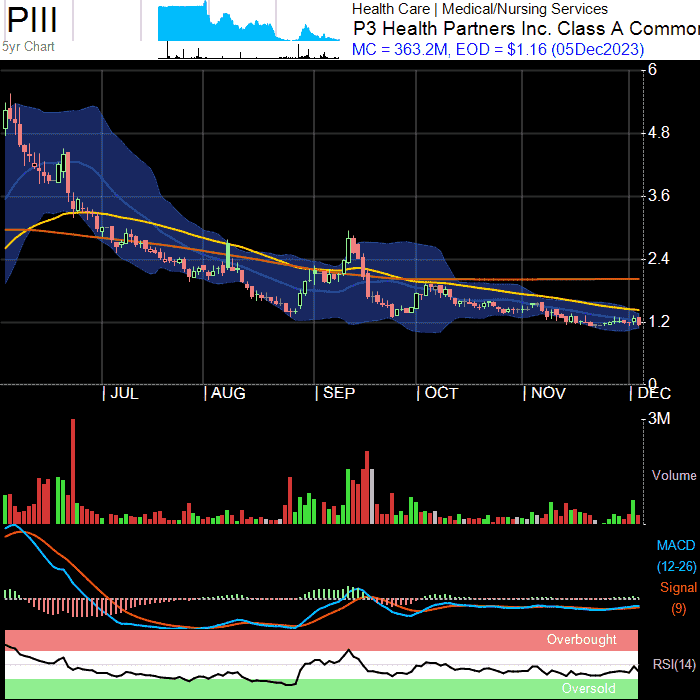 PIII
Health Care | Medical/Nursing Services
P3 Health Partners Inc. Class A Commo
5yr Chart
MC = 363.2M, EOD = $1.16 (05Dec2023)
6
4.8
3.6
2.4
1.2
0
| JUL | AUG | SEP | OCT | NOV | DEC
3M
Volume
MACD
(12-26)
Signal
(9)
Overbought
RSI(14)
Oversold